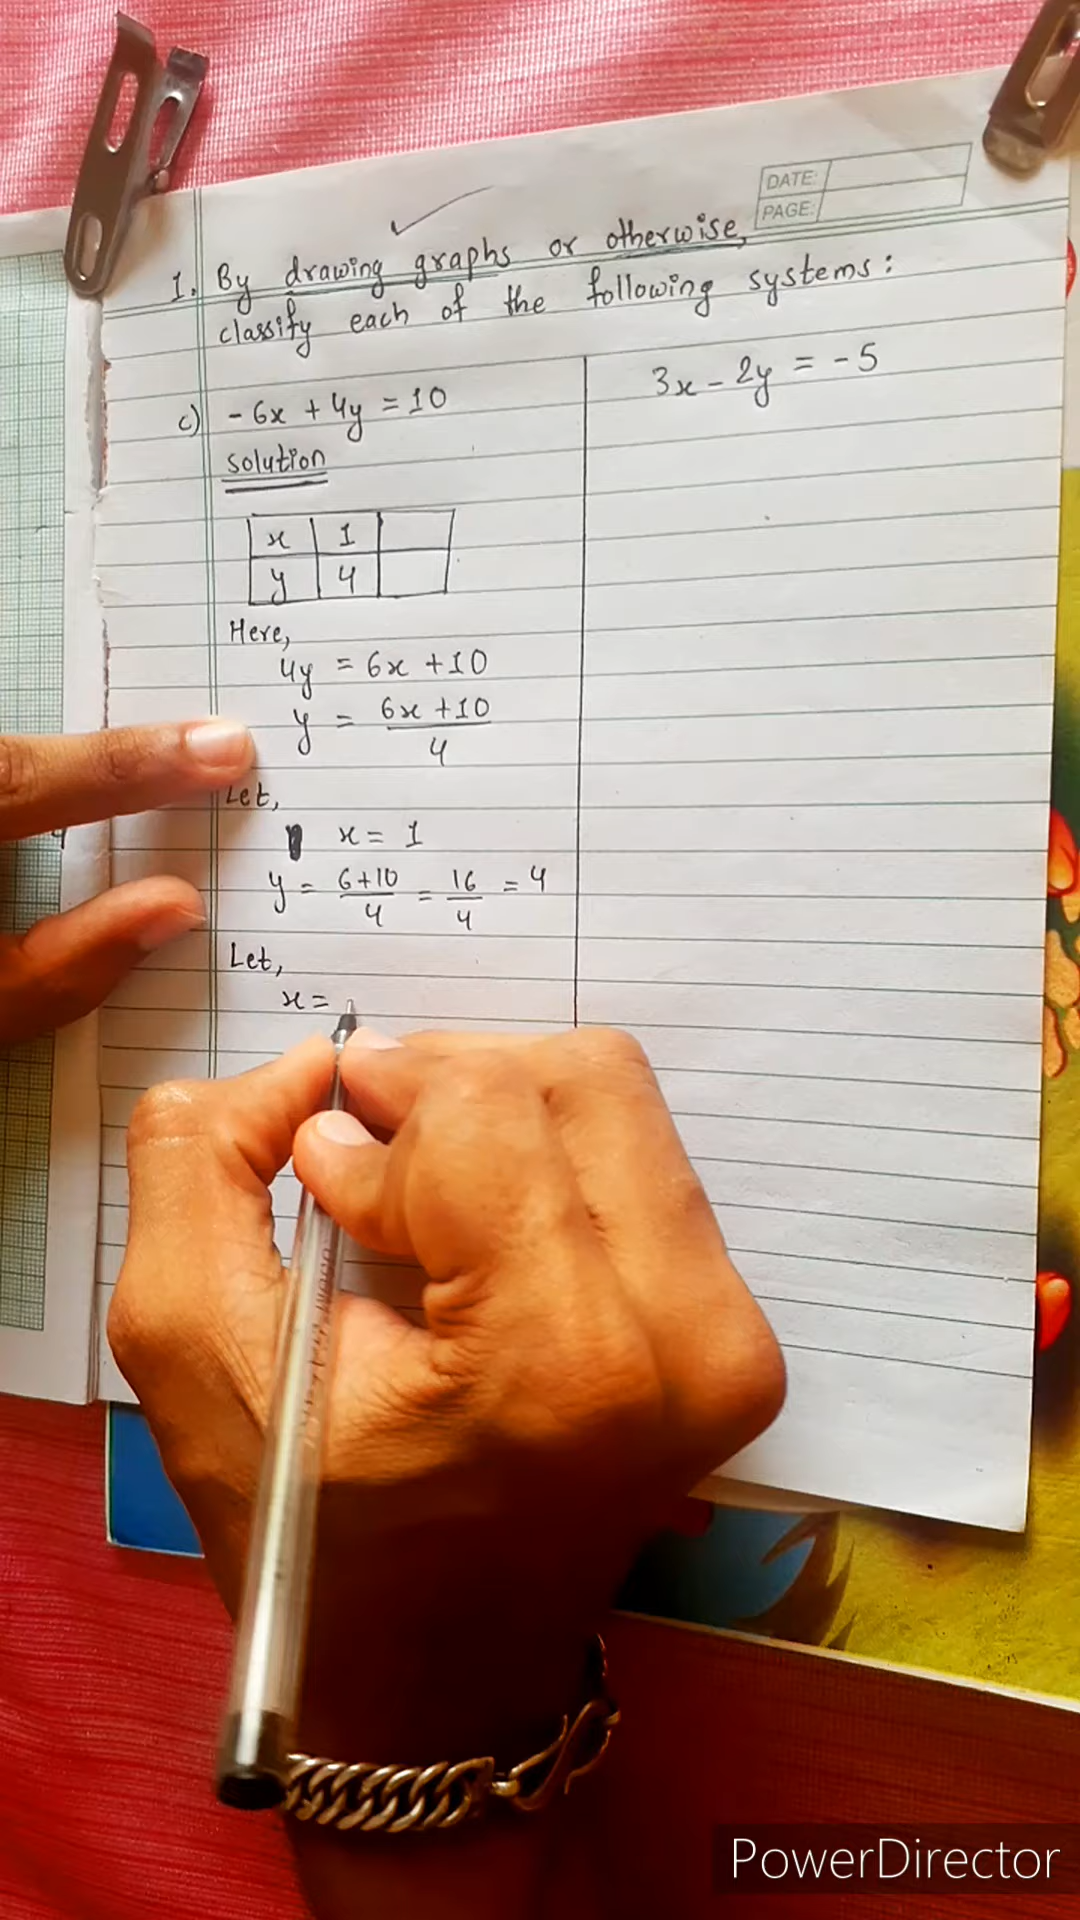 DATE:
PAGE:
1. By drawing graphs or otherwise,
classify each of the following systems:
c) -6x + 4y = 10
3x - 2y = -5
solution
x 1
y 4
Here,
4y = 6x + 10
y = 6x + 10 / 4
Let,
x = 1
y = 6+10 / 4 = 16 / 4 = 4
Let,
x =
PowerDirector